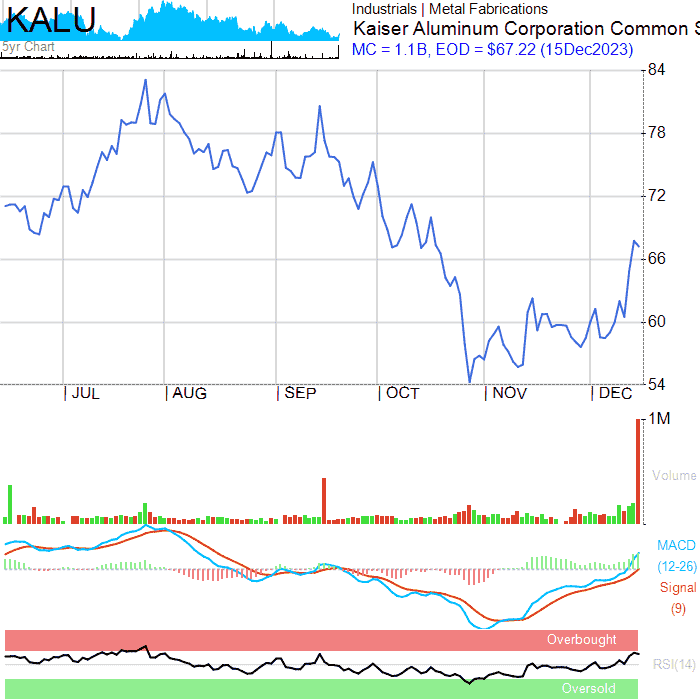 KALU
5yr Chart
Industrials | Metal Fabrications
Kaiser Aluminum Corporation Common S
MC = 1.1B, EOD = $67.22 (15Dec2023)
84
78
72
66
60
54
| JUL | AUG | SEP | OCT | NOV | DEC
1M
Volume
MACD
(12-26)
Signal
(9)
Overbought
RSI(14)
Oversold